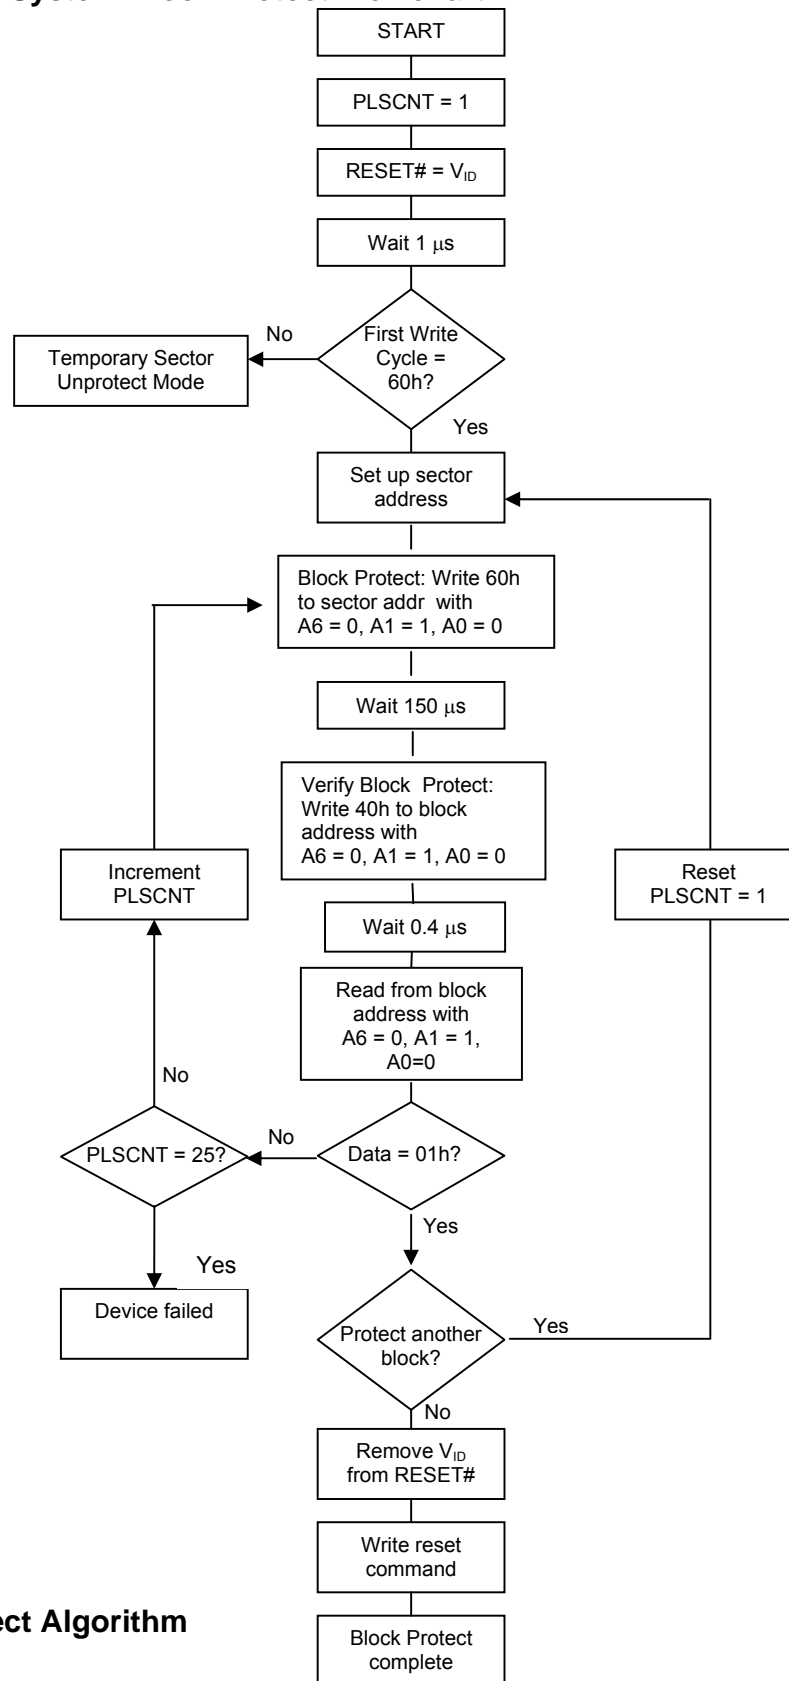 START
PLSCNT = 1
RESET# = VID
Wait 1 µs
First Write
Cycle =
60h?
No
Temporary Sector
Unprotect Mode
Yes
Set up sector
address
Block Protect: Write 60h
to sector addr with
A6 = 0, A1 = 1, A0 = 0
Wait 150 µs
Verify Block Protect:
Write 40h to block
address with
A6 = 0, A1 = 1, A0 = 0
Increment
PLSCNT
Reset
PLSCNT = 1
Wait 0.4 µs
Read from block
address with
A6 = 0, A1 = 1,
A0=0
No
PLSCNT = 25?
No
Data = 01h?
Yes
Yes
Device failed
Protect another
block?
Yes
No
Remove VID
from RESET#
Write reset
command
ect Algorithm
Block Protect
complete